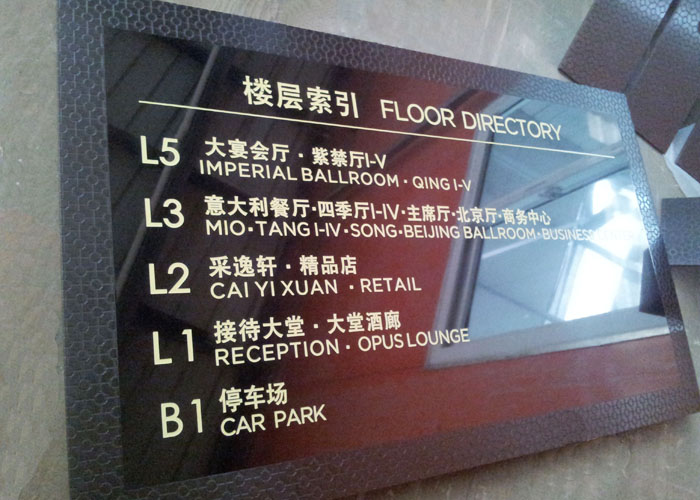 楼层索引 FLOOR DIRECTORY
L5 大宴会厅·紫禁厅I-V
IMPERIAL BALLROOM·QING I-V
L3 意大利餐厅·四季厅I-IV·主席厅·北京厅·商务中心
MIO·TANG I-IV·SONG·BEIJING BALLROOM·BUSINESS
L2 采逸轩·精品店
CAI YI XUAN ·RETAIL
L1 接待大堂·大堂酒廊
RECEPTION·OPUS LOUNGE
B1 停车场
CAR PARK